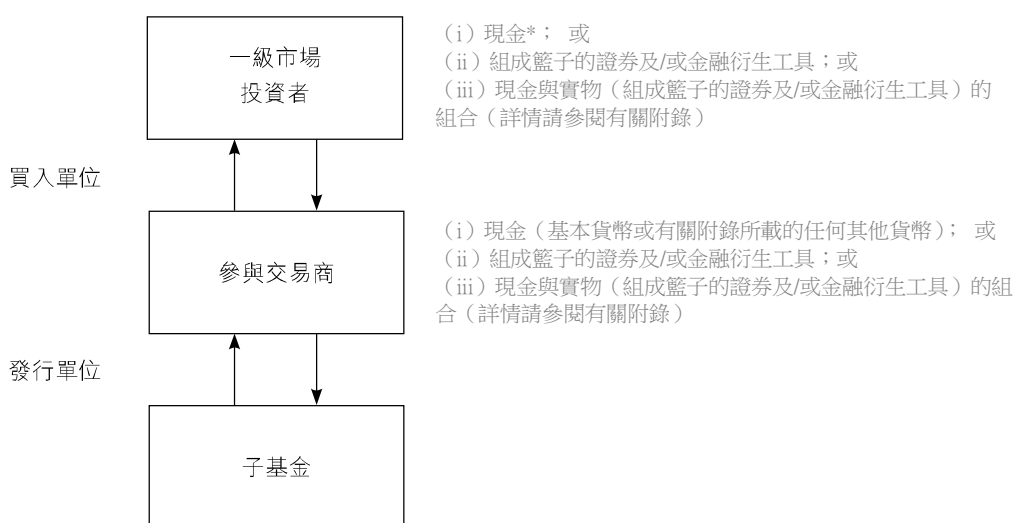 一級市場
投資者
(i)現金*； 或
(ii)組成籃子的證券及/或金融衍生工具；或
(iii)現金與實物（組成籃子的證券及/或金融衍生工具）的
組合（詳情請參閱有關附錄）
買入單位
參與交易商
(i)現金（基本貨幣或有關附錄所載的任何其他貨幣）； 或
(ii)組成籃子的證券及/或金融衍生工具；或
(iii)現金與實物（組成籃子的證券及/或金融衍生工具）的組
合（詳情請參閱有關附錄）
發行單位
子基金